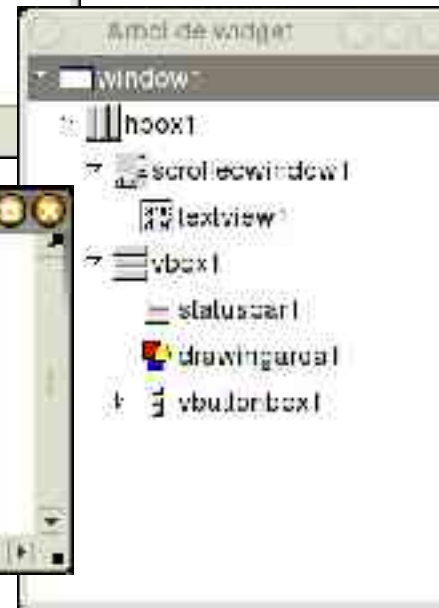 Árbol de widget
window1
hbox1
scrolledwindow1
textview1
vbox1
statusbar1
drawingarea1
vbuttonbox1